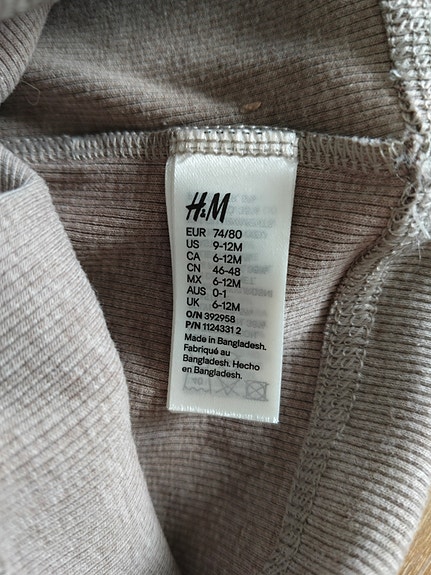 H&M
EUR 74/80
US 9-12M
CA 6-12M
CN 46-48
MX 6-12M
AUS 0-1
UK 6-12M
O/N 392958
P/N 1124331 2
Made in Bangladesh.
Fabriqué au
Bangladesh. Hecho
en Bangladesh.